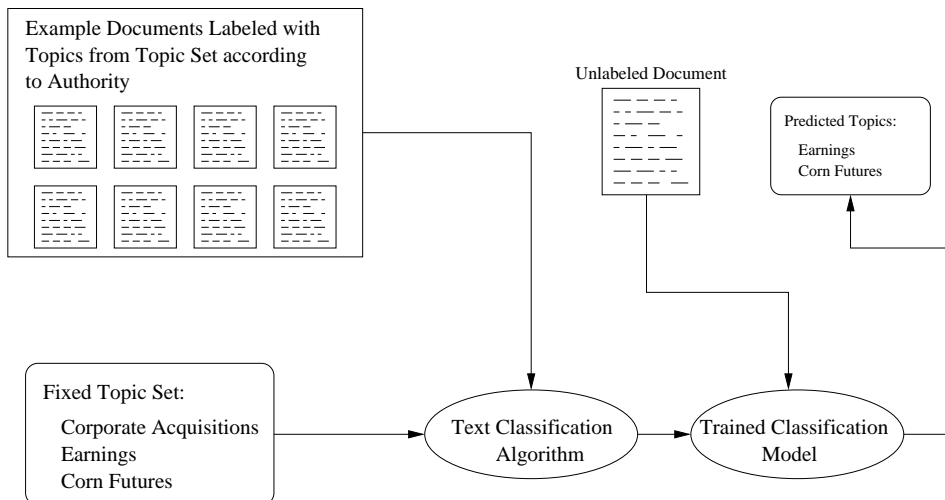 Example Documents Labeled with
Topics from Topic Set according
to Authority
Unlabeled Document
Predicted Topics:
Earnings
Corn Futures
Fixed Topic Set:
Corporate Acquisitions
Earnings
Corn Futures
Text Classification
Algorithm
Trained Classification
Model